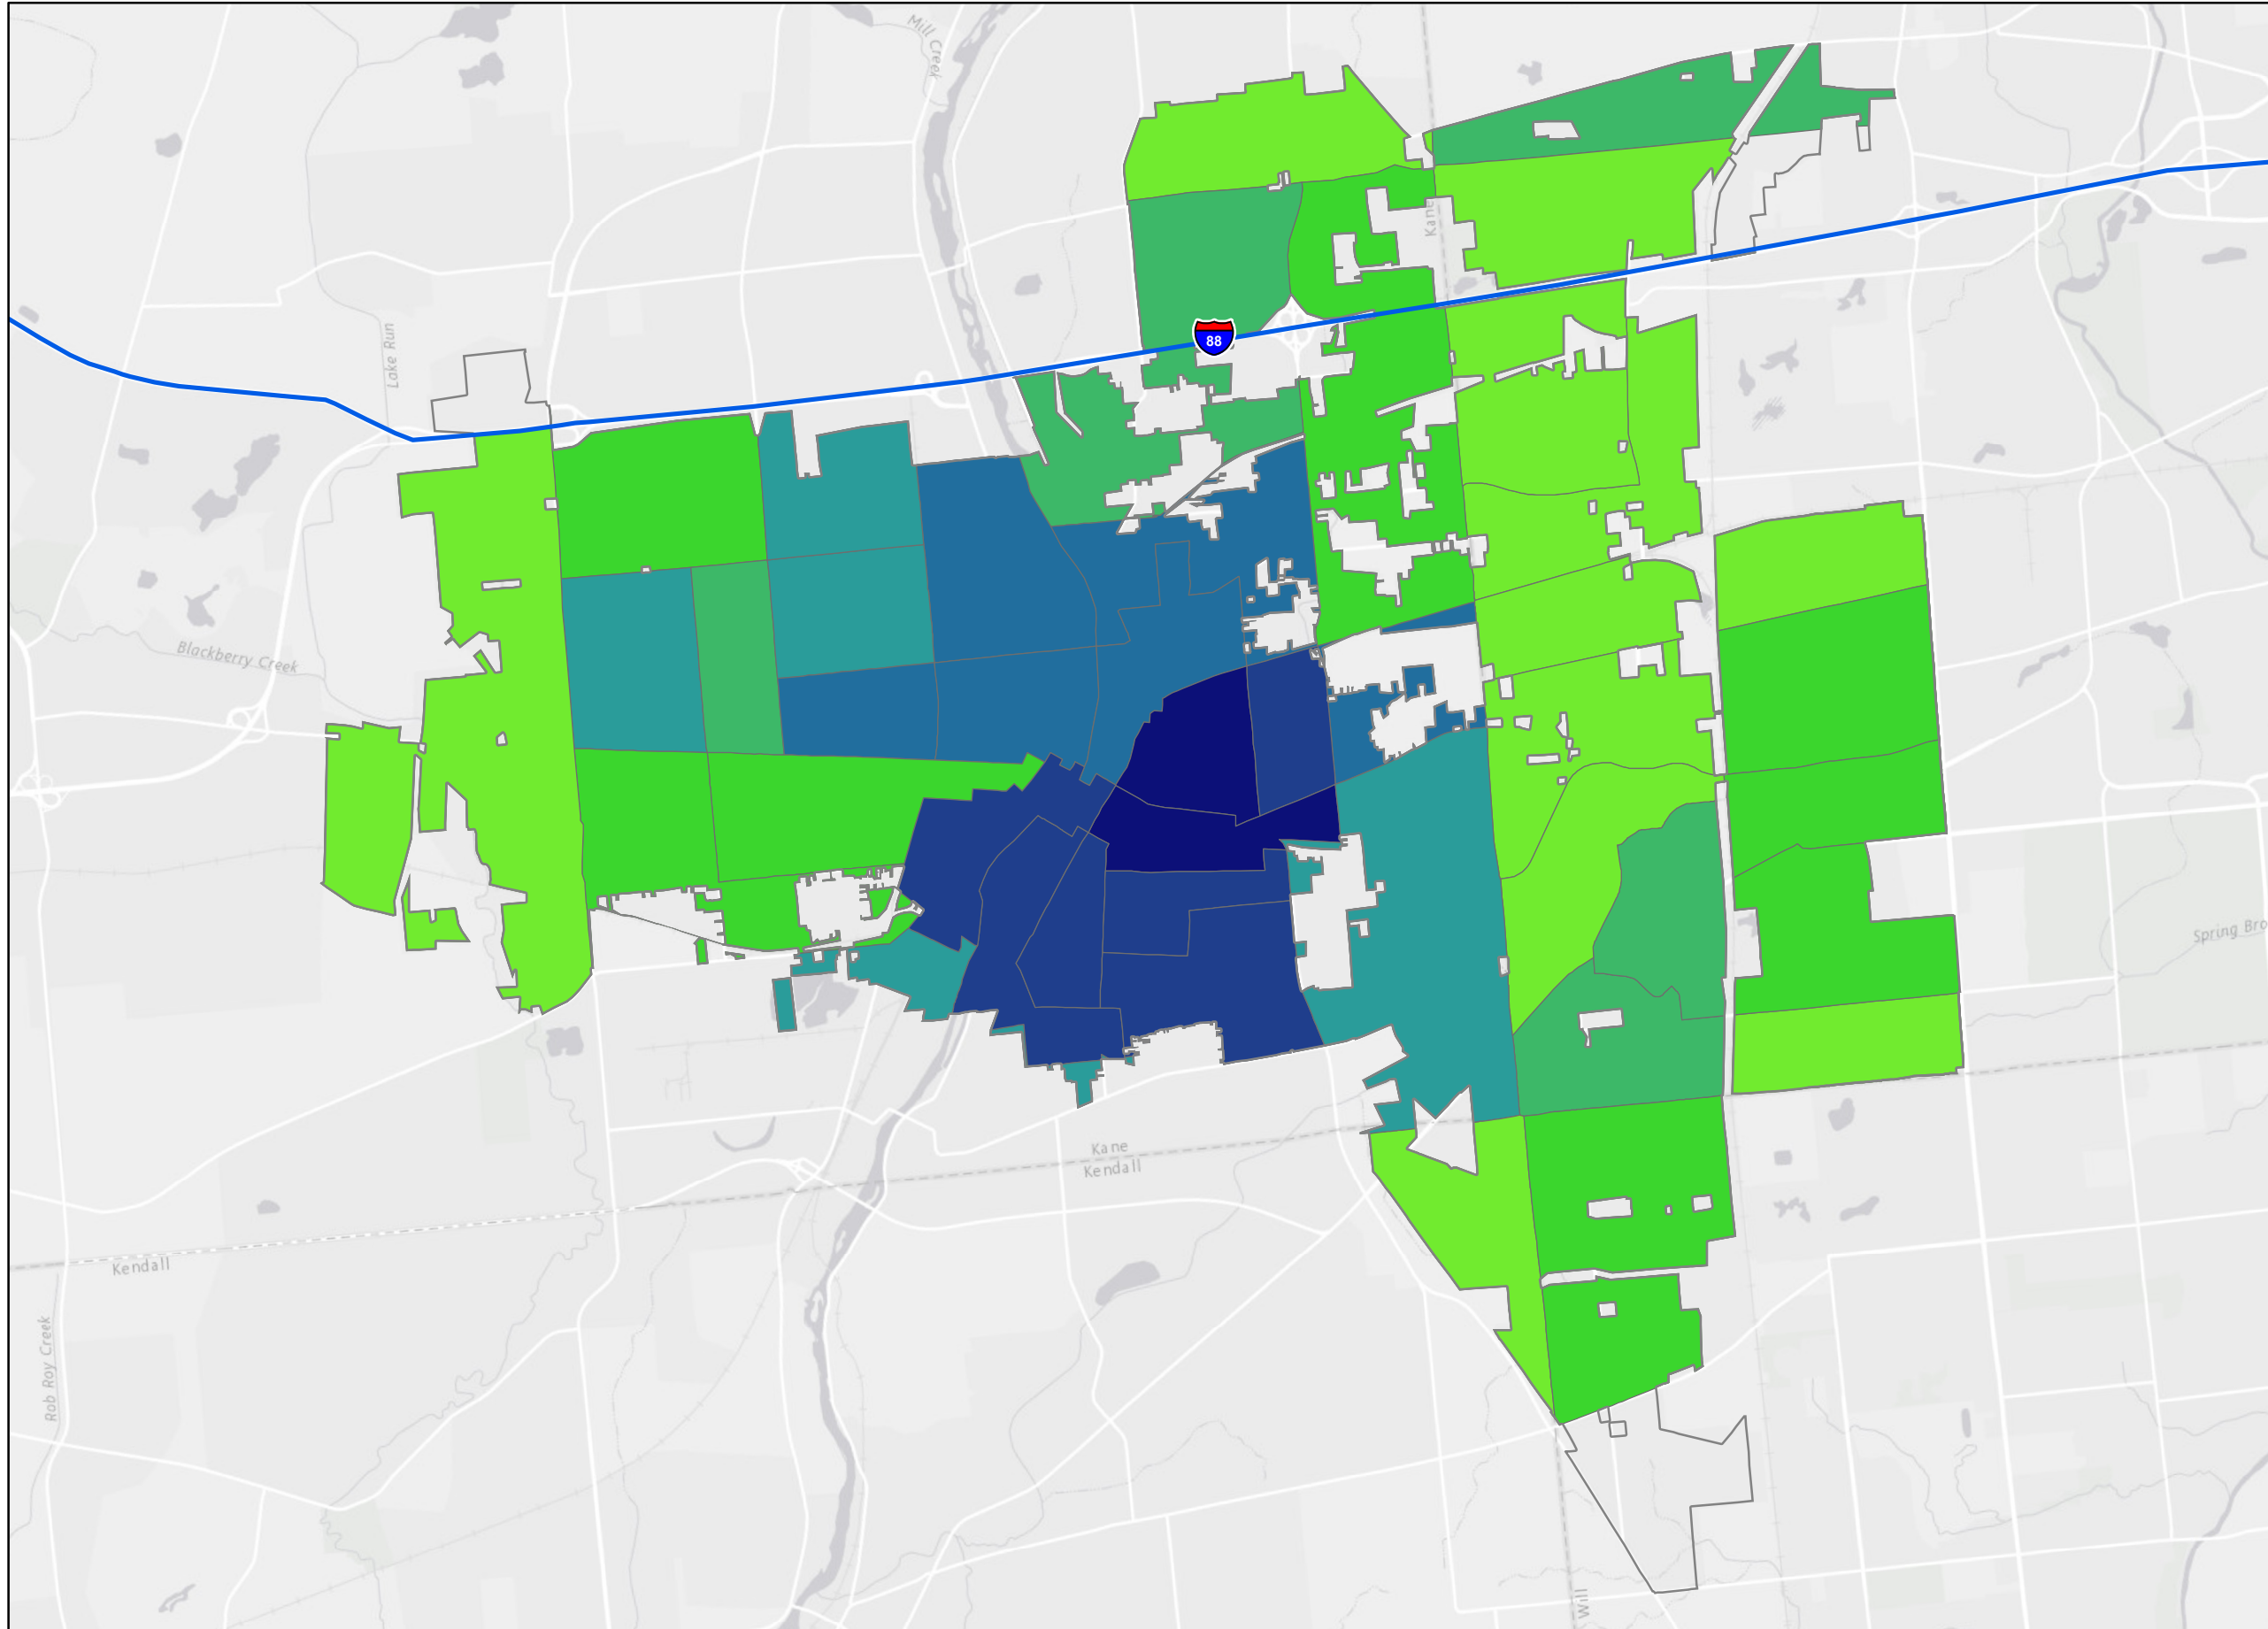 Mill Creek
Kane
Lake Run
88
Blackberry Creek
Spring Bro
Kane
Kendall
Kendall
Rob Roy Creek
Will